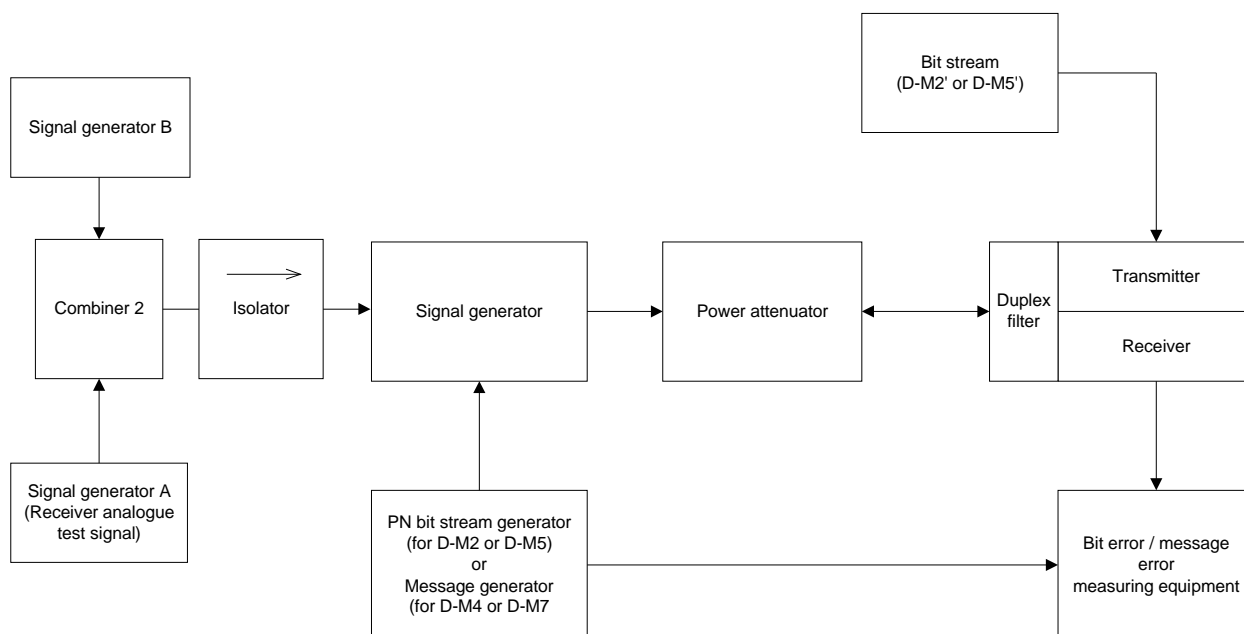 Bit stream
(D-M2' or D-M5')
Signal generator B
Combiner 2
Isolator
Signal generator
Power attenuator
Duplex
filter
Transmitter
Receiver
Signal generator A
(Receiver analogue
test signal)
PN bit stream generator
(for D-M2 or D-M5)
or
Message generator
(for D-M4 or D-M7
Bit error / message
error
measuring equipment